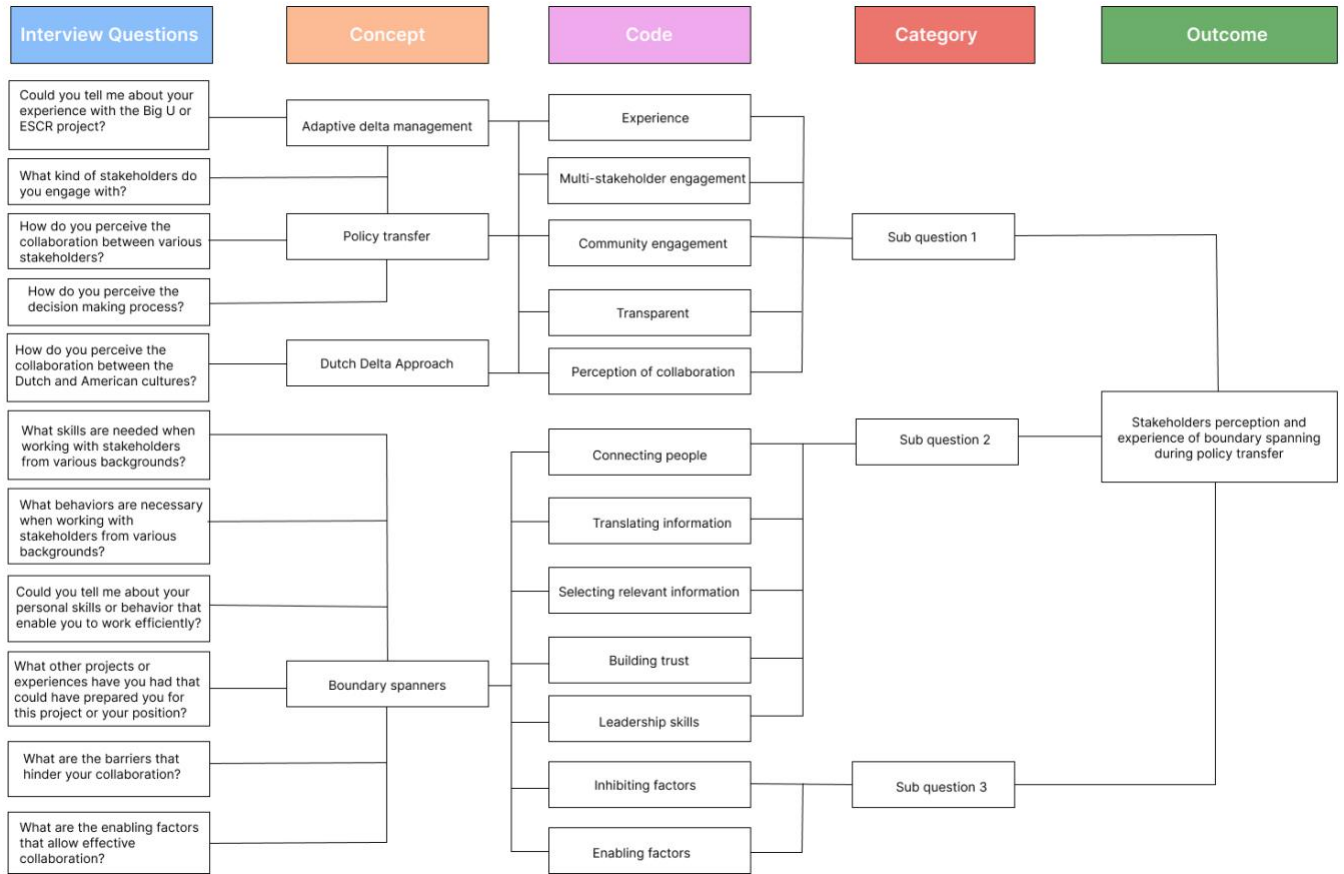 Interview Questions
Concept
Code
Category
Outcome
Could you tell me about your
experience with the Big U or
ESCR project?
What kind of stakeholders do
you engage with?
How do you perceive the
collaboration between various
stakeholders?
How do you perceive the
decision making process?
How do you perceive the
collaboration between the
Dutch and American cultures?
What skills are needed when
working with stakeholders
from various backgrounds?
What behaviors are necessary
when working with
stakeholders from various
backgrounds?
Could you tell me about your
personal skills or behavior that
enable you to work efficiently?
What other projects or
experiences have you had that
could have prepared you for
this project or your position?
What are the barriers that
hinder your collaboration?
What are the enabling factors
that allow effective
collaboration?
Adaptive delta management
Policy transfer
Dutch Delta Approach
Boundary spanners
Experience
Multi-stakeholder engagement
Community engagement
Transparent
Perception of collaboration
Connecting people
Translating information
Selecting relevant information
Building trust
Leadership skills
Inhibiting factors
Enabling factors
Sub question 1
Sub question 2
Sub question 3
Stakeholders perception and
experience of boundary spanning
during policy transfer